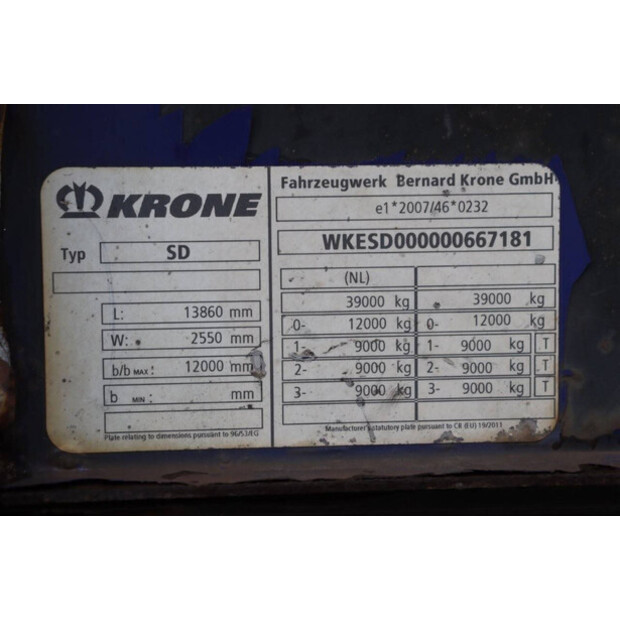 KRONE
Typ SD
L: 13860 mm
W: 2550 mm
b/b MAX: 12000 mm
b MIN: mm
Plate relating to dimensions pursuant to 96/53/EG
Fahrzeugwerk Bernard Krone GmbH
e1*2007/46*0232
WKESD000000667181
(NL)
39000 kg 39000 kg
0- 12000 kg 0- 12000 kg
1- 9000 kg 1- 9000 kg T
2- 9000 kg 2- 9000 kg T
3- 9000 kg 3- 9000 kg T
Manufacturer's statutory plate pursuant to CR (EU) 19/2011